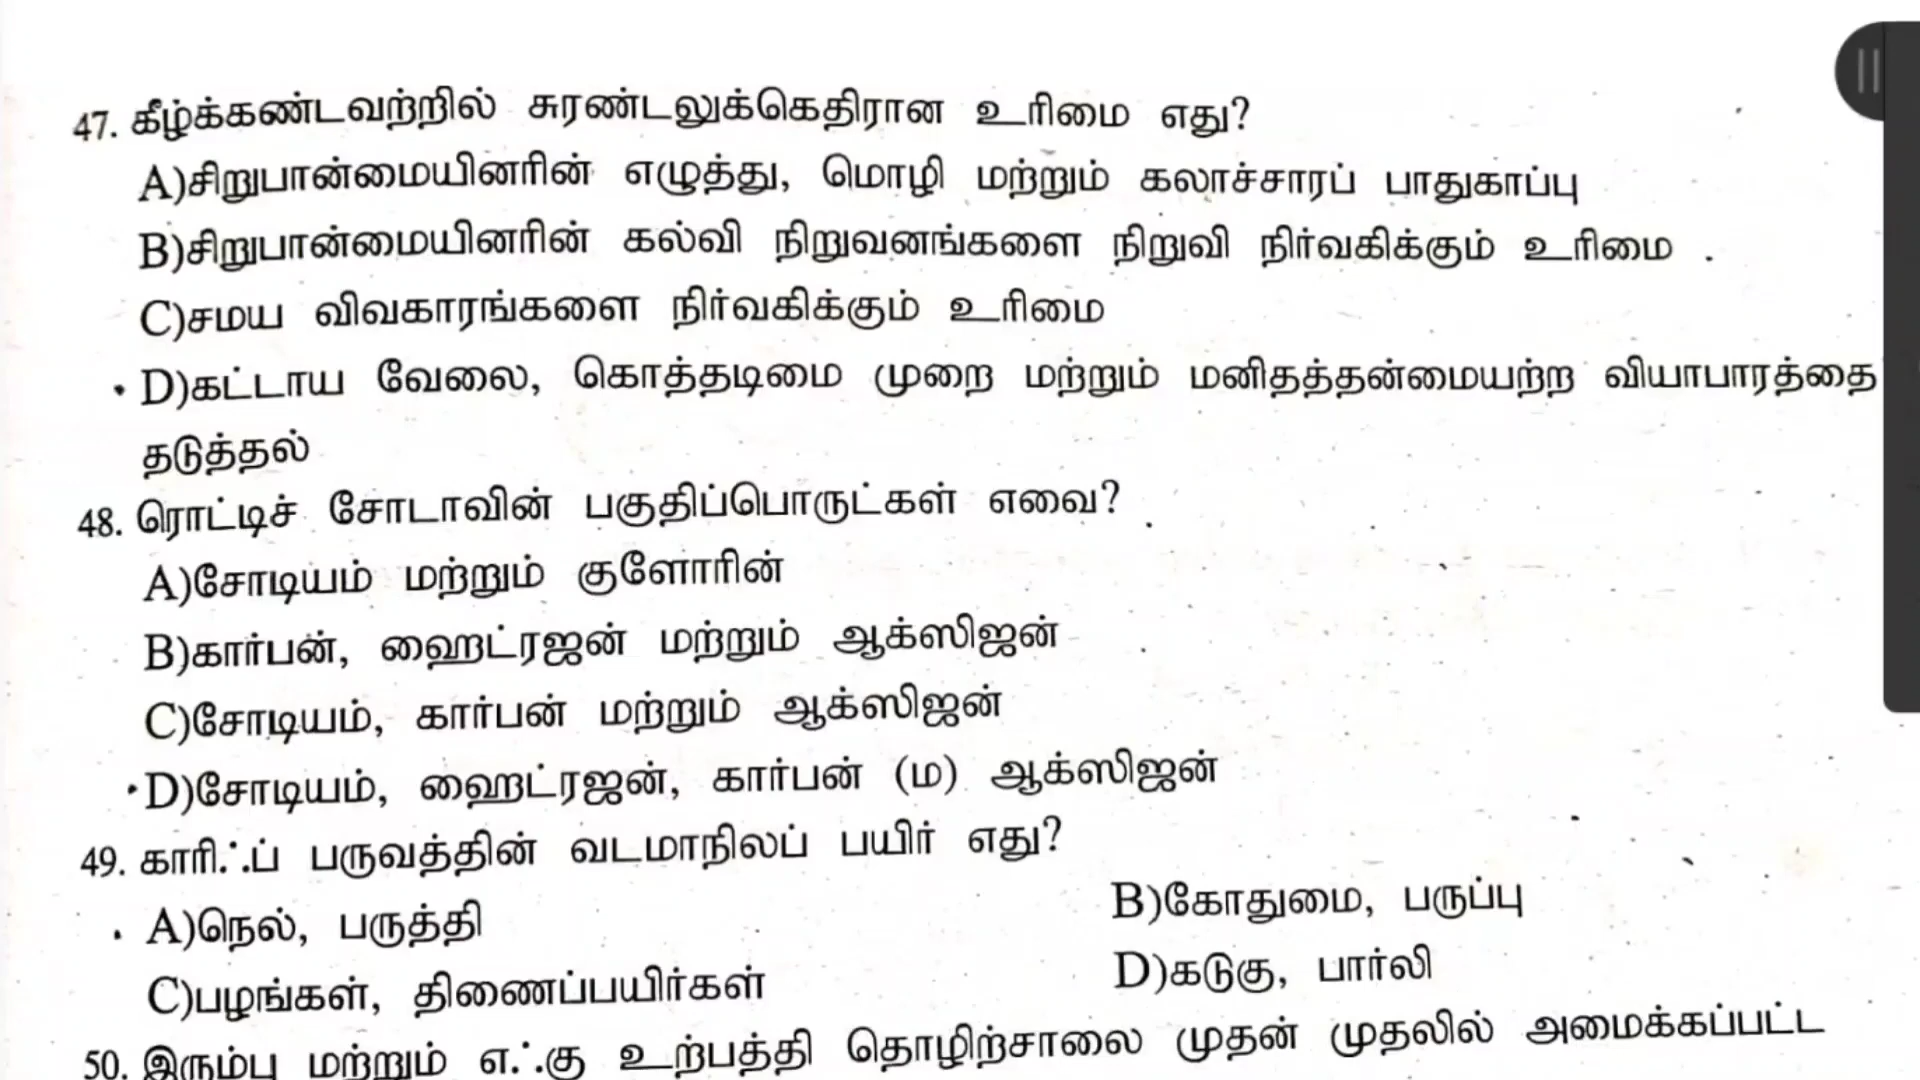 47. கீழ்க்கண்டவற்றில் சுரண்டலுக்கெதிரான உரிமை எது?
A)சிறுபான்மையினரின் எழுத்து, மொழி மற்றும் கலாச்சாரப் பாதுகாப்பு
B)சிறுபான்மையினரின் கல்வி நிறுவனங்களை நிறுவி நிர்வகிக்கும் உரிமை .
C)சமய விவகாரங்களை நிர்வகிக்கும் உரிமை
D)கட்டாய வேலை, கொத்தடிமை முறை மற்றும் மனிதத்தன்மையற்ற வியாபாரத்தை
தடுத்தல்
48. ரொட்டிச் சோடாவின் பகுதிப்பொருட்கள் எவை?
A)சோடியம் மற்றும் குளோரின்
B)கார்பன், ஹைட்ரஜன் மற்றும் ஆக்ஸிஜன்
C)சோடியம், கார்பன் மற்றும் ஆக்ஸிஜன்
D)சோடியம், ஹைட்ரஜன், கார்பன் (ம) ஆக்ஸிஜன்
49. காரிஃப் பருவத்தின் வடமாநிலப் பயிர் எது?
A)நெல், பருத்தி B)கோதுமை, பருப்பு
C)பழங்கள், திணைப்பயிர்கள் D)கடுகு, பார்லி
50. இரும்பு மற்றும் எஃகு உற்பத்தி தொழிற்சாலை முதன் முதலில் அமைக்கப்பட்ட